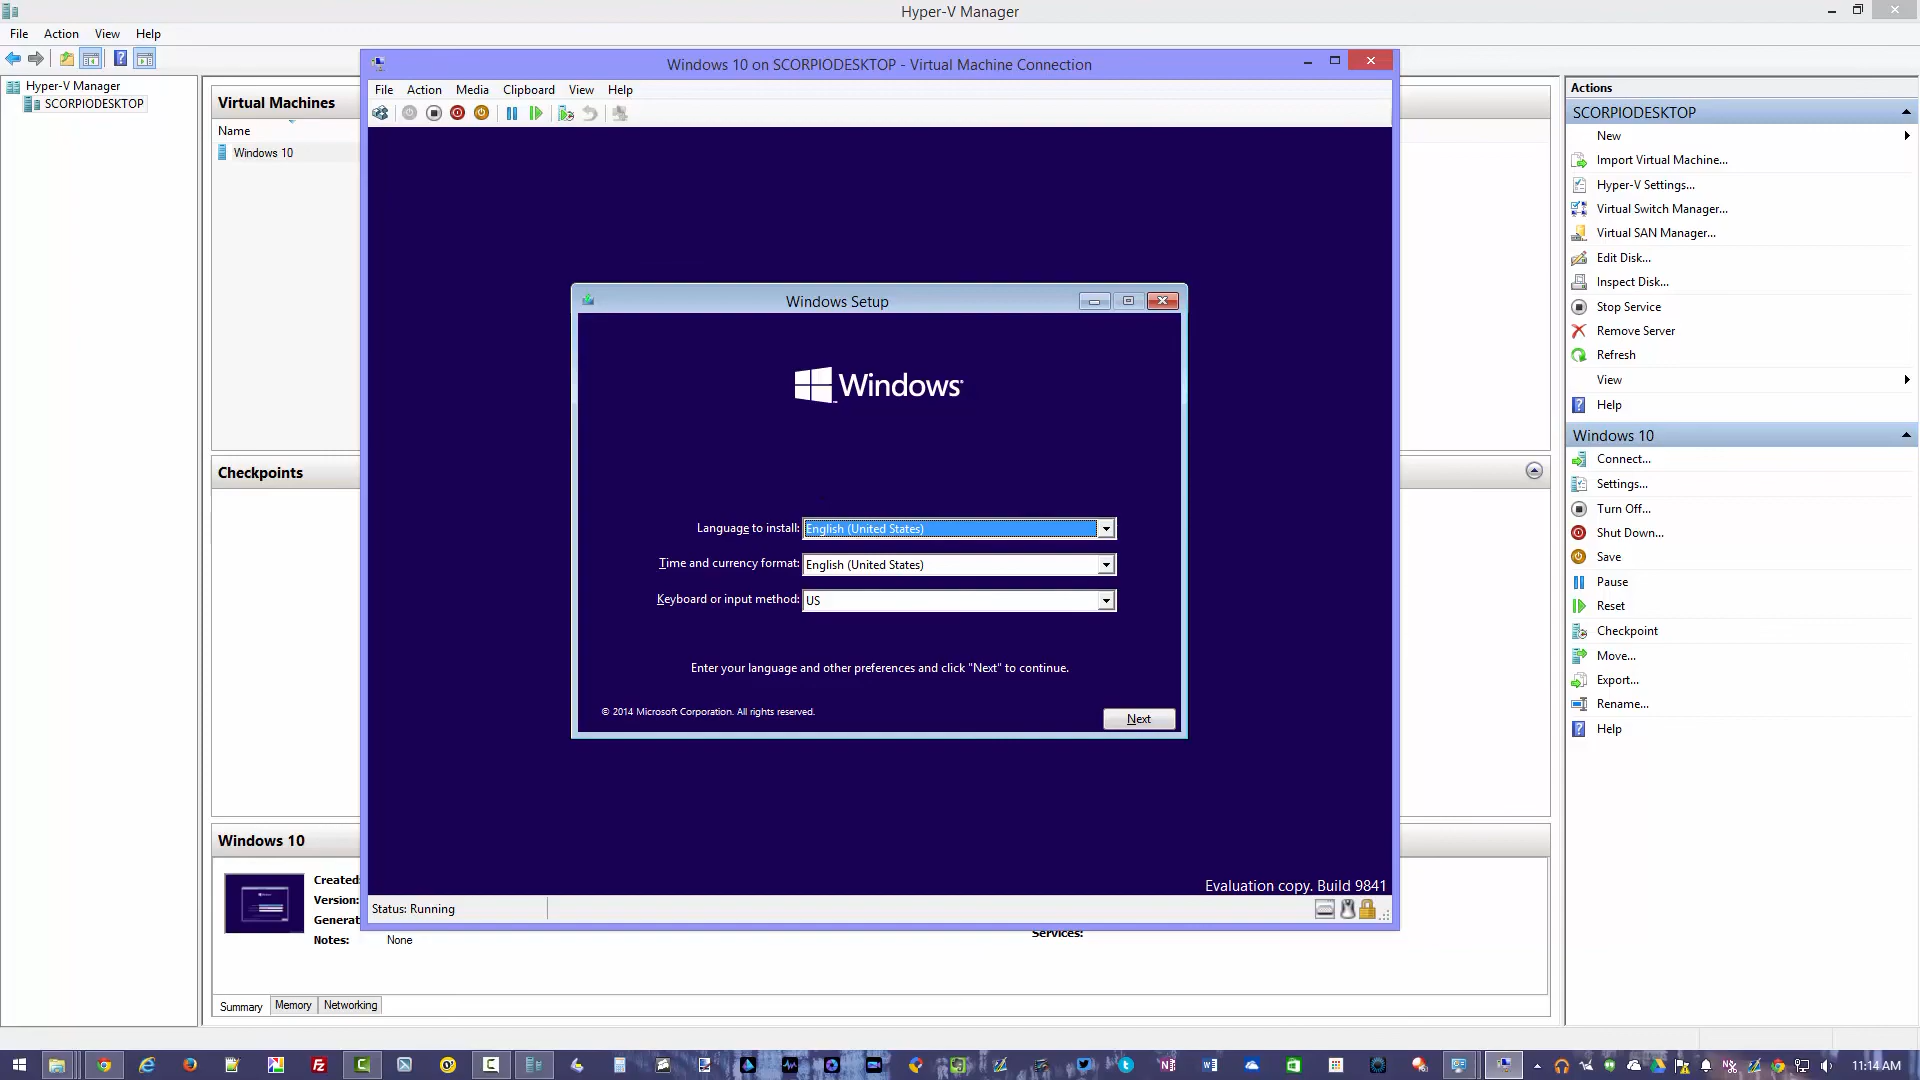 Hyper-V Manager
File Action View Help
Hyper-V Manager
SCORPIODESKTOP
Virtual Machines
Name
Windows 10
Checkpoints
Windows 10
Created:
Version:
Generat
Notes: None
Services:
Summary Memory Networking
Windows 10 on SCORPIODESKTOP - Virtual Machine Connection
File Action Media Clipboard View Help
Windows Setup
Windows
Language to install: English (United States)
Time and currency format: English (United States)
Keyboard or input method: US
Enter your language and other preferences and click "Next" to continue.
© 2014 Microsoft Corporation. All rights reserved.
Next
Evaluation copy. Build 9841
Status: Running
Actions
SCORPIODESKTOP
New
Import Virtual Machine...
Hyper-V Settings...
Virtual Switch Manager...
Virtual SAN Manager...
Edit Disk...
Inspect Disk...
Stop Service
Remove Server
Refresh
View
Help
Windows 10
Connect...
Settings...
Turn Off...
Shut Down...
Save
Pause
Reset
Checkpoint
Move...
Export...
Rename...
Help
11:14 AM